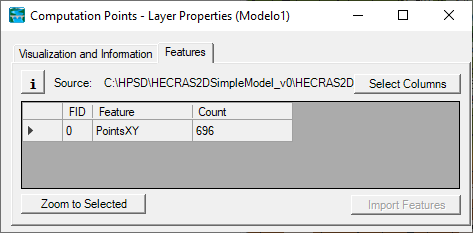 Computation Points - Layer Properties (Modelo1)
Visualization and Information Features
i Source: C:\HPSD\HECRAS2DSimpleModel_v0\HECRAS2D Select Columns
FID Feature Count
0 PointsXY 696
Zoom to Selected Import Features